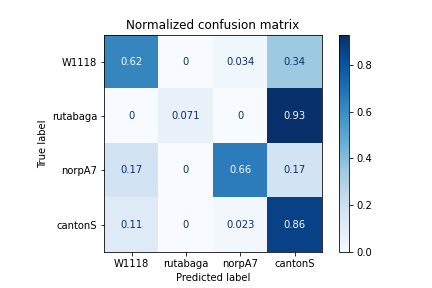 Normalized confusion matrix
W1118 0.62 0 0.034 0.34
rutabaga 0 0.071 0 0.93
norpA7 0.17 0 0.66 0.17
cantonS 0.11 0 0.023 0.86
W1118 rutabaga norpA7 cantonS
Predicted label
True label
0.8
0.6
0.4
0.2
0.0